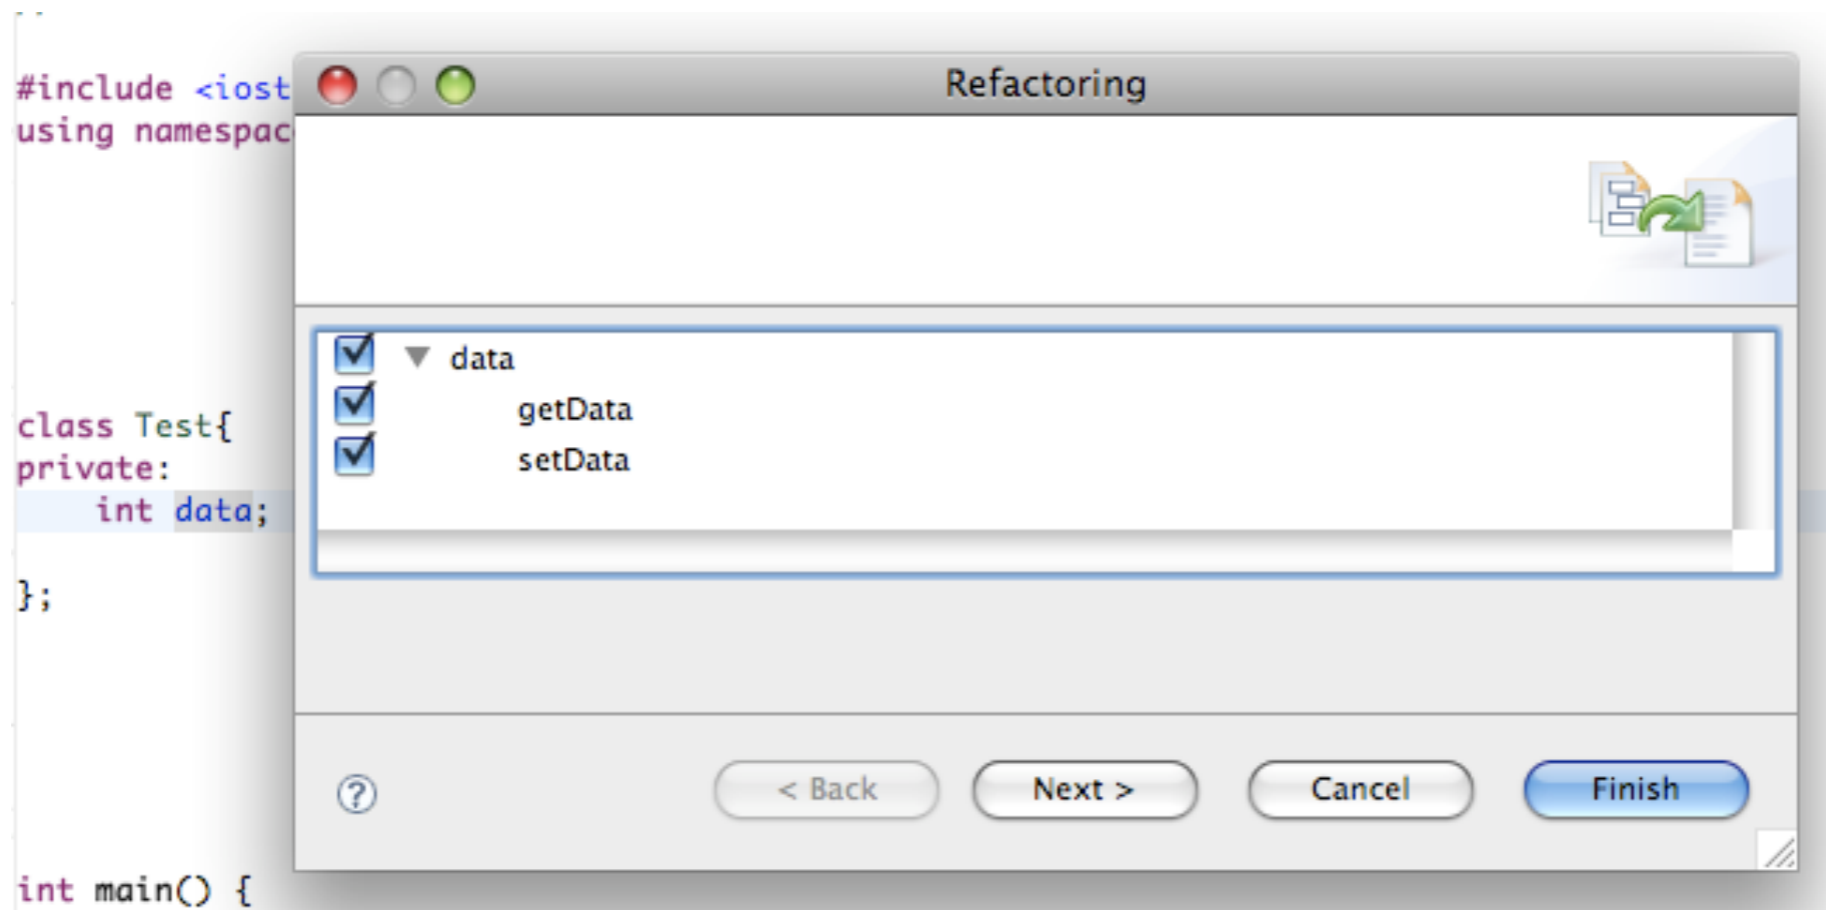 #include <iost
using namespac
class Test{
private:
int data;
};
int main() {
Refactoring
data
getData
setData
?
< Back Next > Cancel Finish